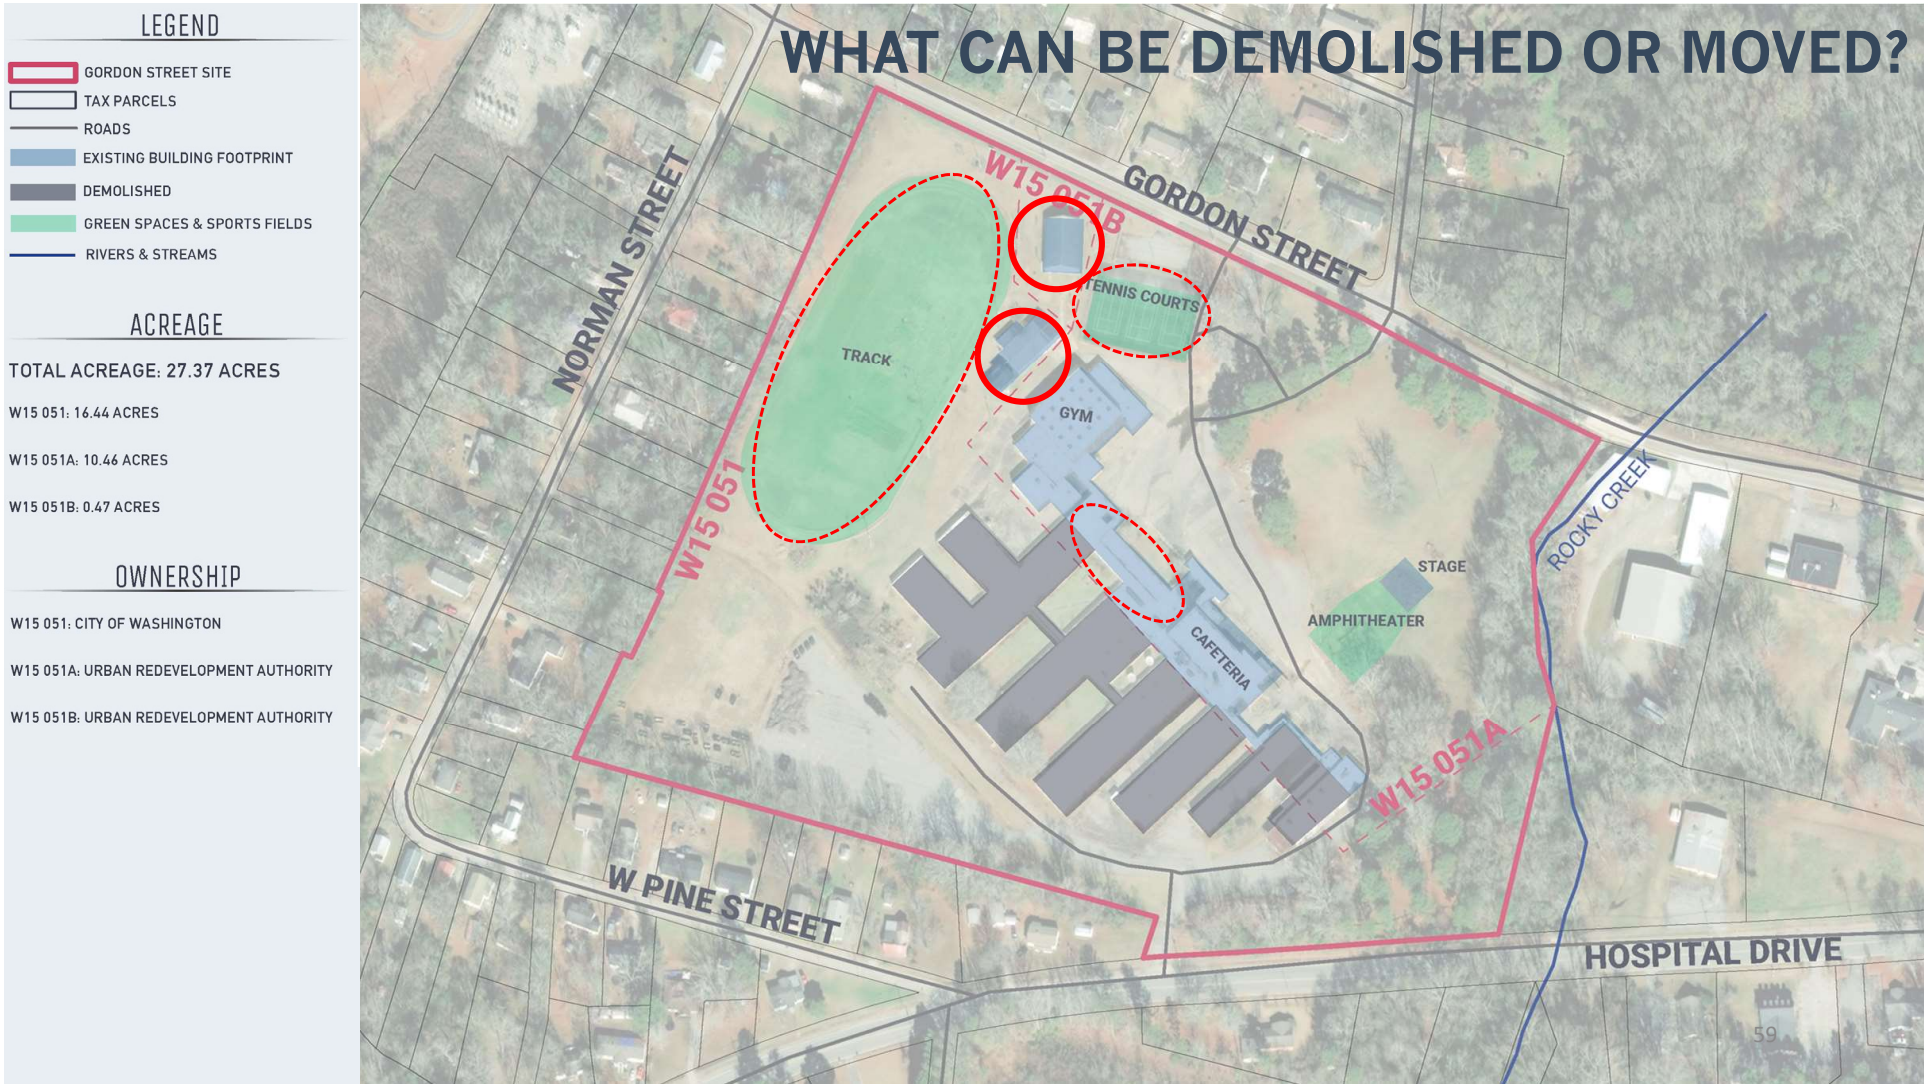 WHAT CAN BE DEMOLISHED OR MOVED?
LEGEND
GORDON STREET SITE
TAX PARCELS
ROADS
EXISTING BUILDING FOOTPRINT
DEMOLISHED
GREEN SPACES & SPORTS FIELDS
RIVERS & STREAMS
ACREAGE
TOTAL ACREAGE: 27.37 ACRES
W15 051: 16.44 ACRES
W15 051A: 10.46 ACRES
W15 051B: 0.47 ACRES
OWNERSHIP
W15 051: CITY OF WASHINGTON
W15 051A: URBAN REDEVELOPMENT AUTHORITY
W15 051B: URBAN REDEVELOPMENT AUTHORITY
NORMAN STREET
W15 051B
GORDON STREET
TENNIS COURTS
TRACK
GYM
W15 051
ROCKY CREEK
STAGE
AMPHITHEATER
CAFETERIA
W15 051A
W PINE STREET
HOSPITAL DRIVE
59